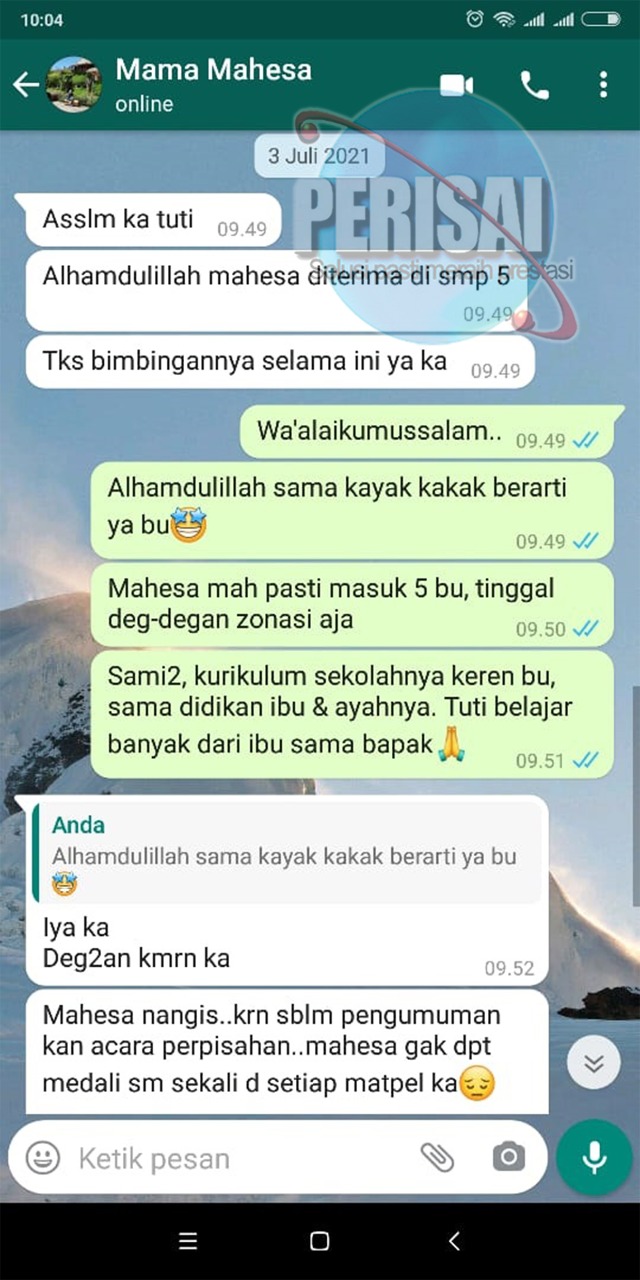 10:04
Mama Mahesa
online
3 Juli 2021
PERISAI
Solusi pasti meraih prestasi
Asslm ka tuti 09.49
Alhamdulillah mahesa diterima di smp 5
09.49
Tks bimbingannya selama ini ya ka 09.49
Wa'alaikumussalam.. 09.49
Alhamdulillah sama kayak kakak berarti
ya bu🤩
09.49
Mahesa mah pasti masuk 5 bu, tinggal
deg-degan zonasi aja
09.50
Sami2, kurikulum sekolahnya keren bu,
sama didikan ibu & ayahnya. Tuti belajar
banyak dari ibu sama bapak🙏
09.51
Anda
Alhamdulillah sama kayak kakak berarti ya bu
🤩
Iya ka
Deg2an kmrn ka
09.52
Mahesa nangis..krn sblm pengumuman
kan acara perpisahan..mahesa gak dpt
medali sm sekali d setiap matpel ka😔
Ketik pesan